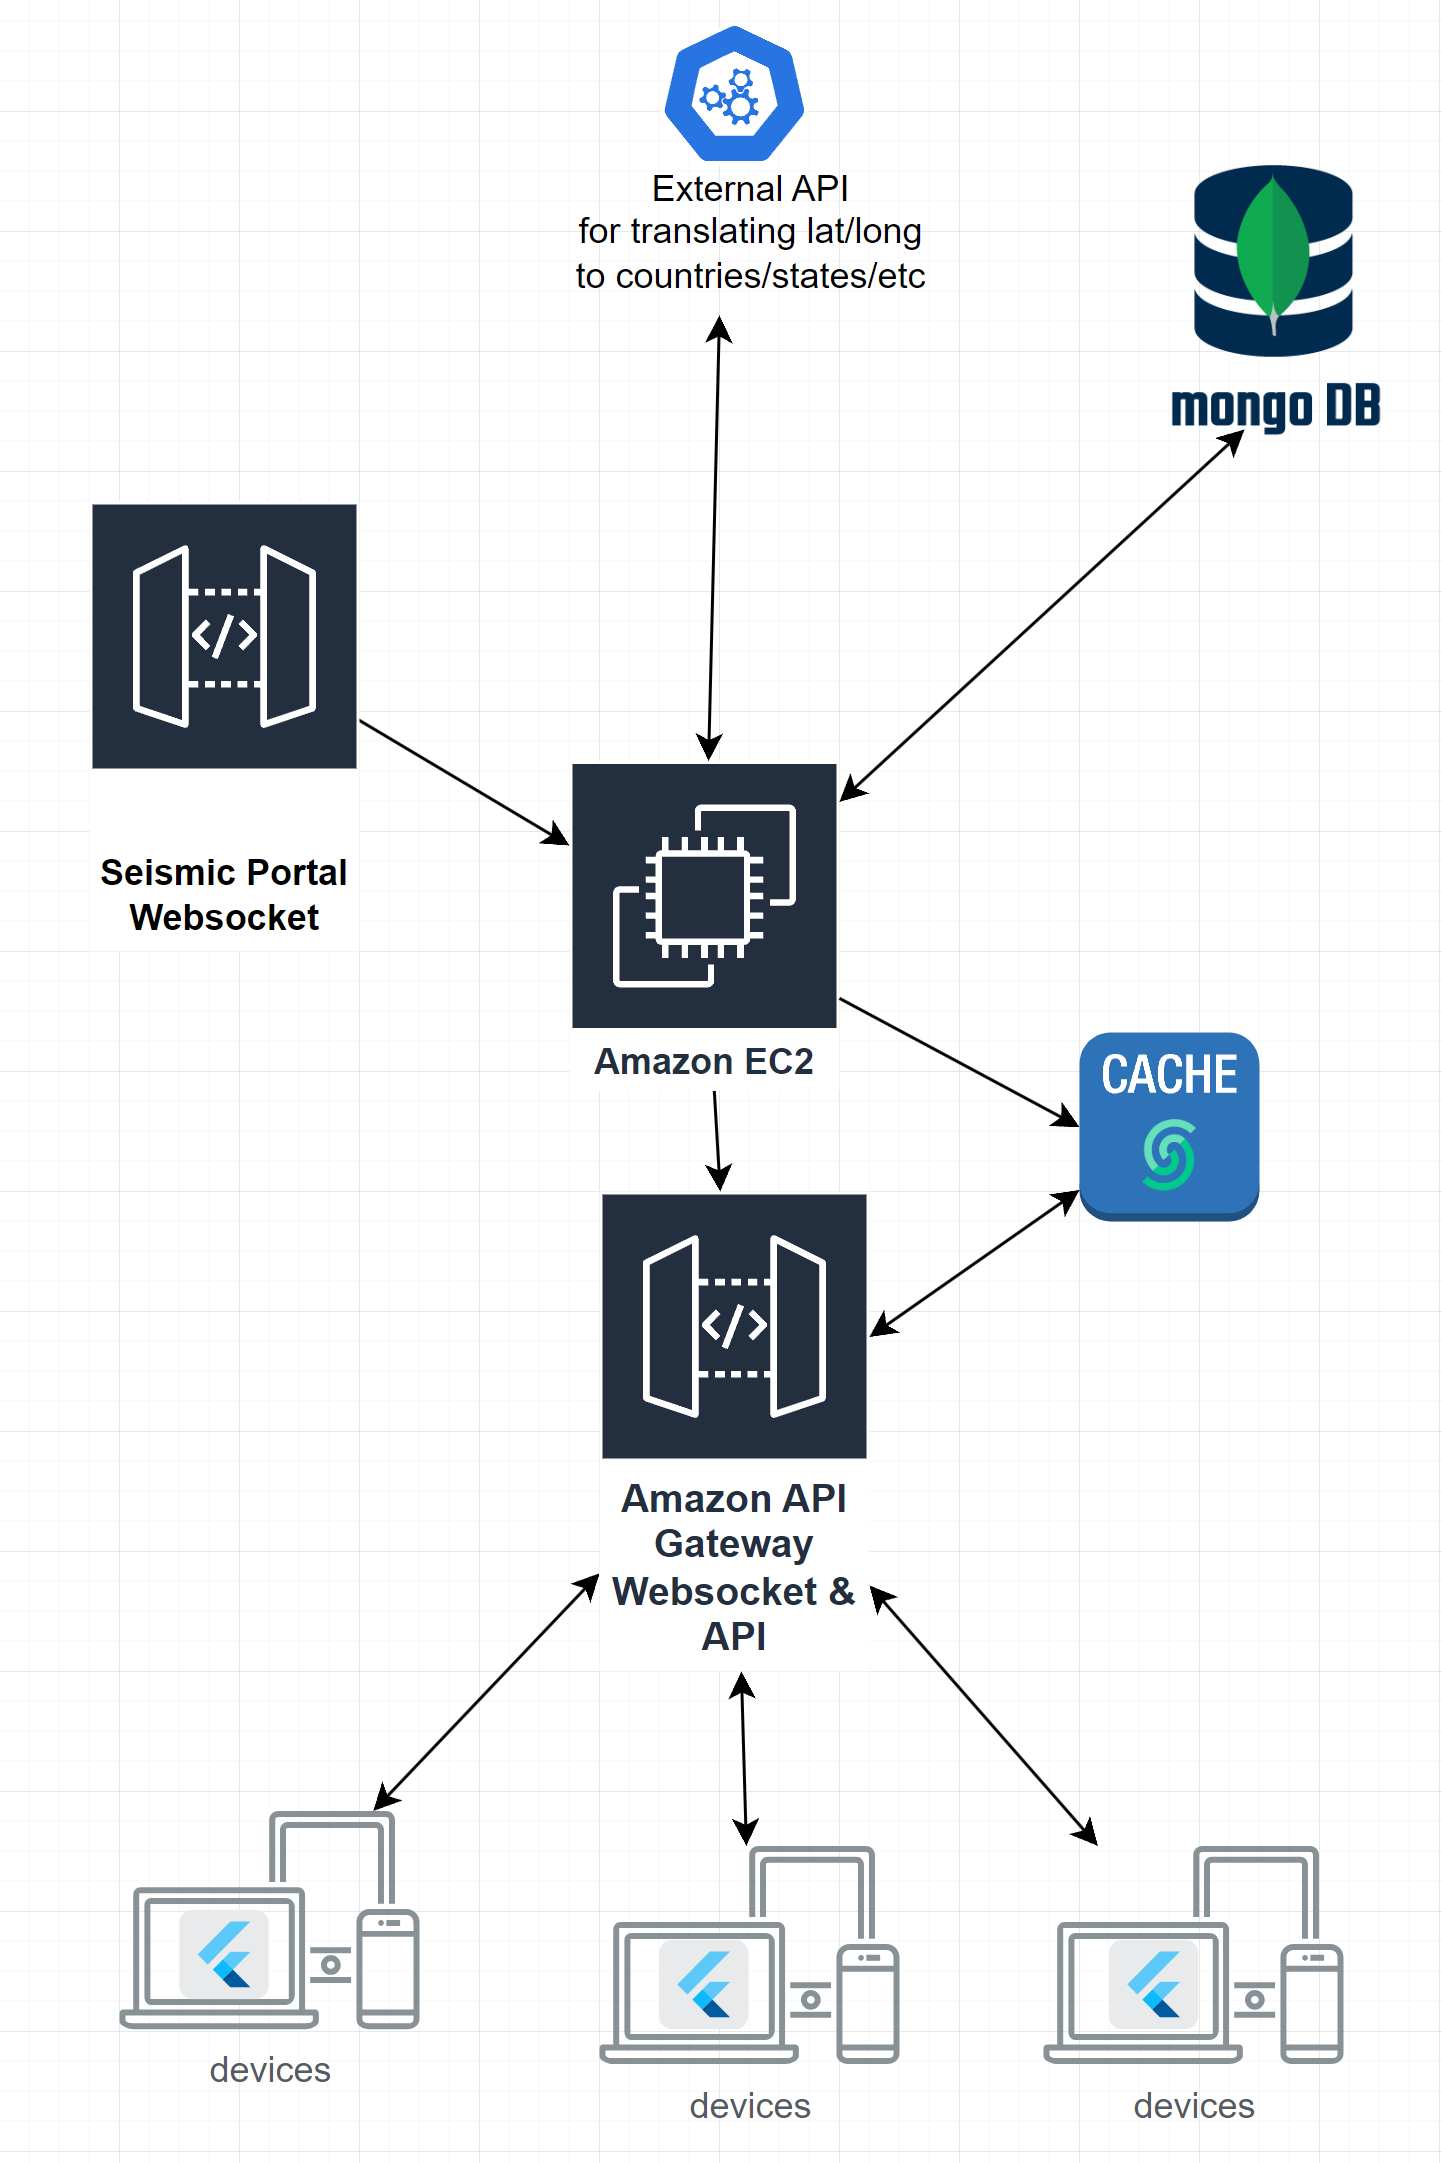 External API
for translating lat/long
to countries/states/etc
mongo DB
Seismic Portal
Websocket
Amazon EC2
CACHE
Amazon API
Gateway
Websocket &
API
devices
devices
devices